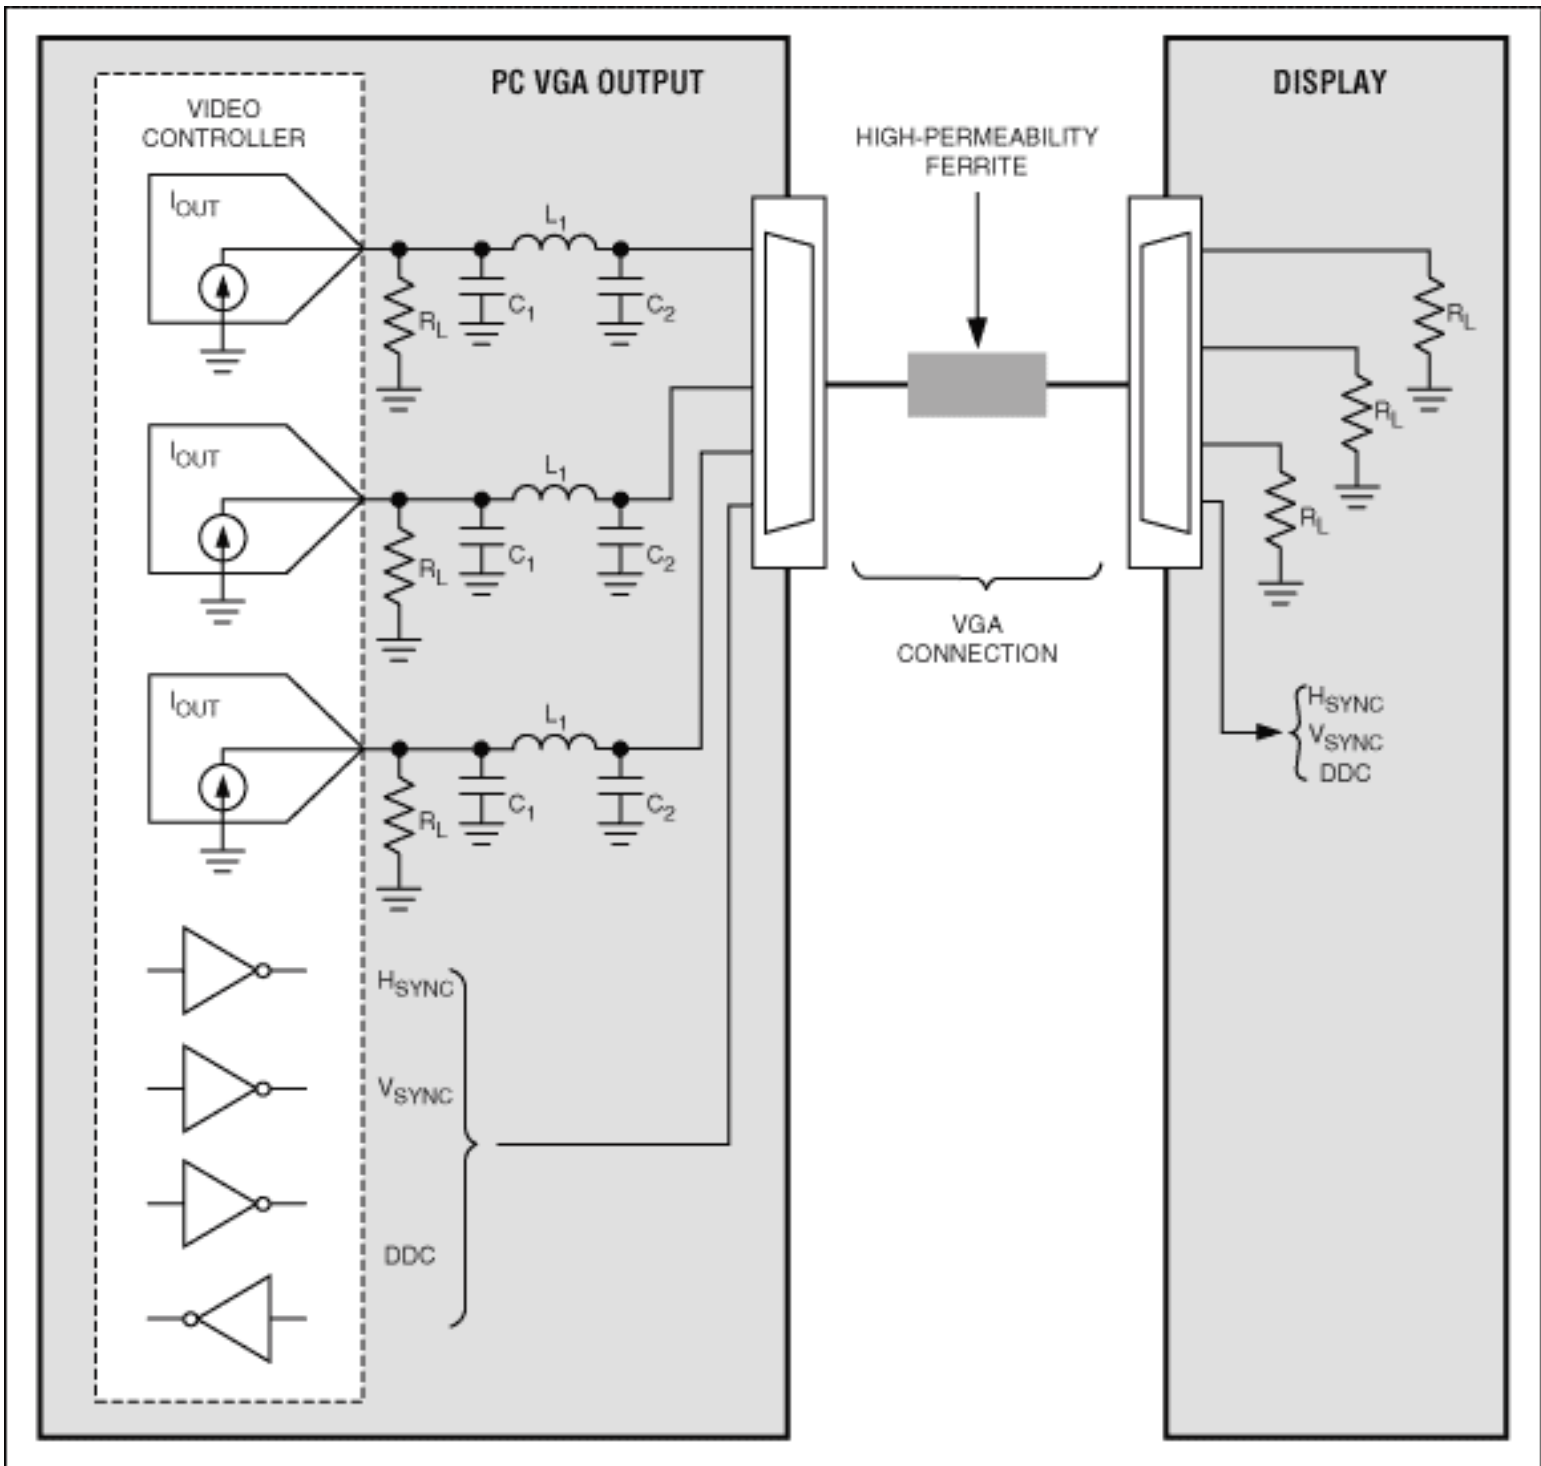 PC VGA OUTPUT
DISPLAY
VIDEO
CONTROLLER
HIGH-PERMEABILITY
FERRITE
IOUT
L1
RL
C1
C2
RL
RL
RL
IOUT
L1
RL
C1
C2
VGA
CONNECTION
IOUT
L1
RL
C1
C2
HSYNC
VSYNC
DDC
HSYNC
VSYNC
DDC